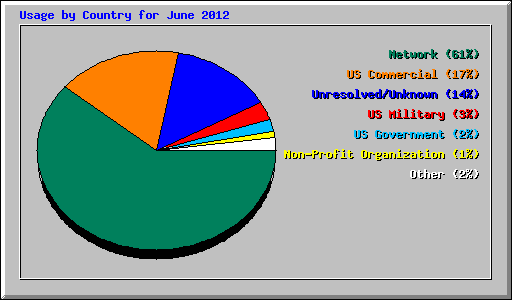 Usage by Country for June 2012
Network (61%)
US Commercial (17%)
Unresolved/Unknown (14%)
US Military (3%)
US Government (2%)
Non-Profit Organization (1%)
Other (2%)